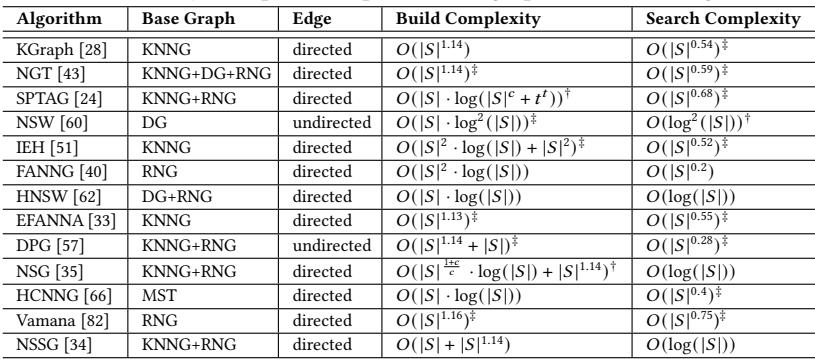 Algorithm Base Graph Edge Build Complexity Search Complexity
KGraph [28] KNNG directed O(|S|^1.14) O(|S|^0.54)‡
NGT [43] KNNG+DG+RNG directed O(|S|^1.14)‡ O(|S|^0.59)‡
SPTAG [24] KNNG+RNG directed O(|S| · log(|S|^c + t^t))† O(|S|^0.68)‡
NSW [60] DG undirected O(|S| · log^2(|S|))‡ O(log^2(|S|))†
IEH [51] KNNG directed O(|S|^2 · log(|S|) + |S|^2)‡ O(|S|^0.52)‡
FANNG [40] RNG directed O(|S|^2 · log(|S|)) O(|S|^0.2)
HNSW [62] DG+RNG directed O(|S| · log(|S|)) O(log(|S|))
EFANNA [33] KNNG directed O(|S|^1.13)‡ O(|S|^0.55)‡
DPG [57] KNNG+RNG undirected O(|S|^1.14 + |S|)‡ O(|S|^0.28)‡
NSG [35] KNNG+RNG directed O(|S|^((1+c)/c) · log(|S|) + |S|^1.14)† O(log(|S|))
HCNNG [66] MST directed O(|S| · log(|S|)) O(|S|^0.4)‡
Vamana [82] RNG directed O(|S|^1.16)‡ O(|S|^0.75)‡
NSSG [34] KNNG+RNG directed O(|S| + |S|^1.14) O(log(|S|))